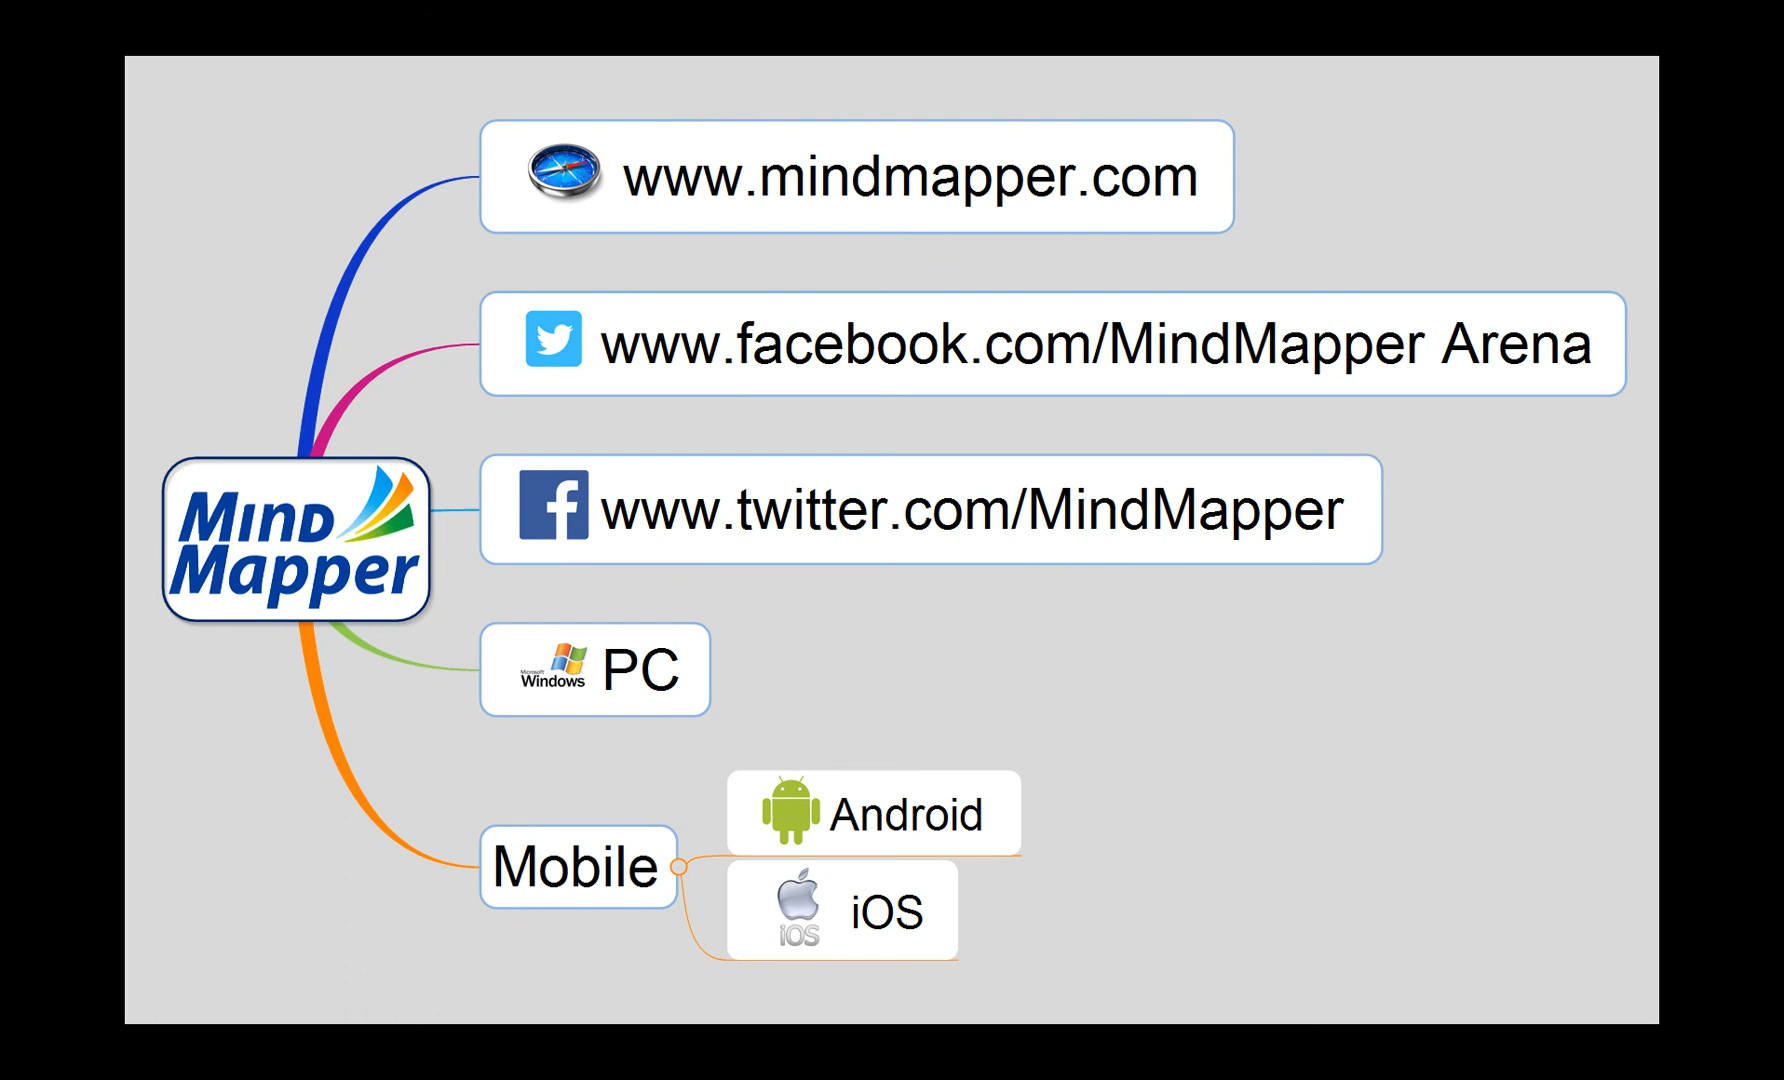 www.mindmapper.com
www.facebook.com/MindMapper Arena
Mind
Mapper
www.twitter.com/MindMapper
Microsoft
Windows
PC
Android
Mobile
iOS
iOS